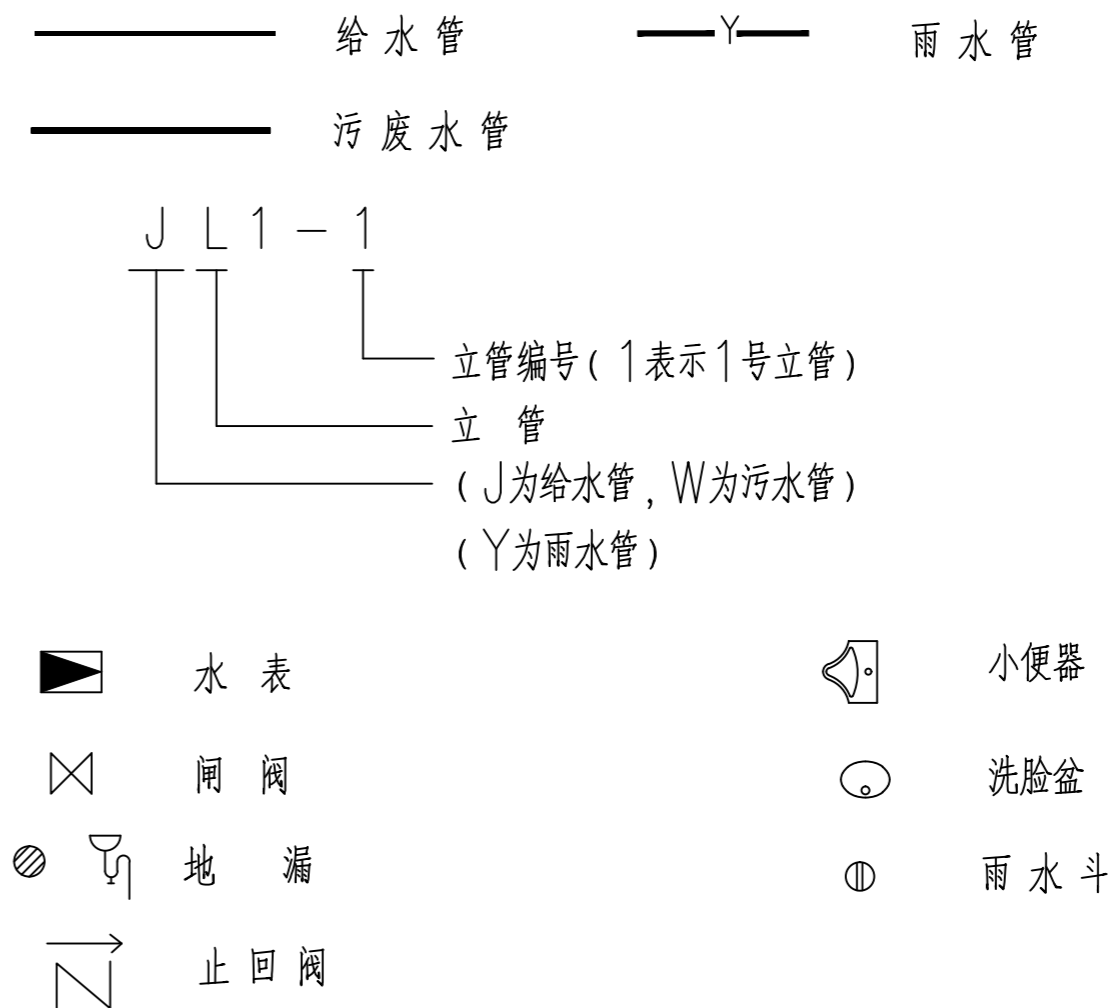 给水管
Y
雨水管
污废水管
JL1-1
立管编号(1表示1号立管)
立管
(J为给水管,W为污水管)
(Y为雨水管)
水表
小便器
闸阀
洗脸盆
地漏
雨水斗
止回阀